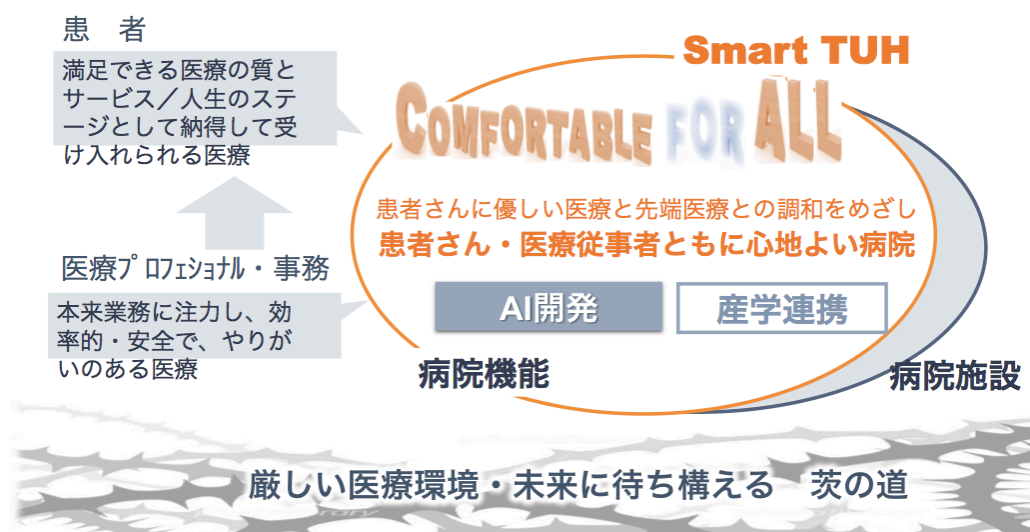 患　者
満足できる医療の質と
サービス／人生のステ
ージとして納得して受
け入れられる医療
医療プロフェショナル・事務
本来業務に注力し、効
率的・安全で、やりが
いのある医療
Smart TUH
COMFORTABLE FOR ALL
患者さんに優しい医療と先端医療との調和をめざし
患者さん・医療従事者ともに心地よい病院
AI開発
産学連携
病院機能
病院施設
厳しい医療環境・未来に待ち構える　茨の道